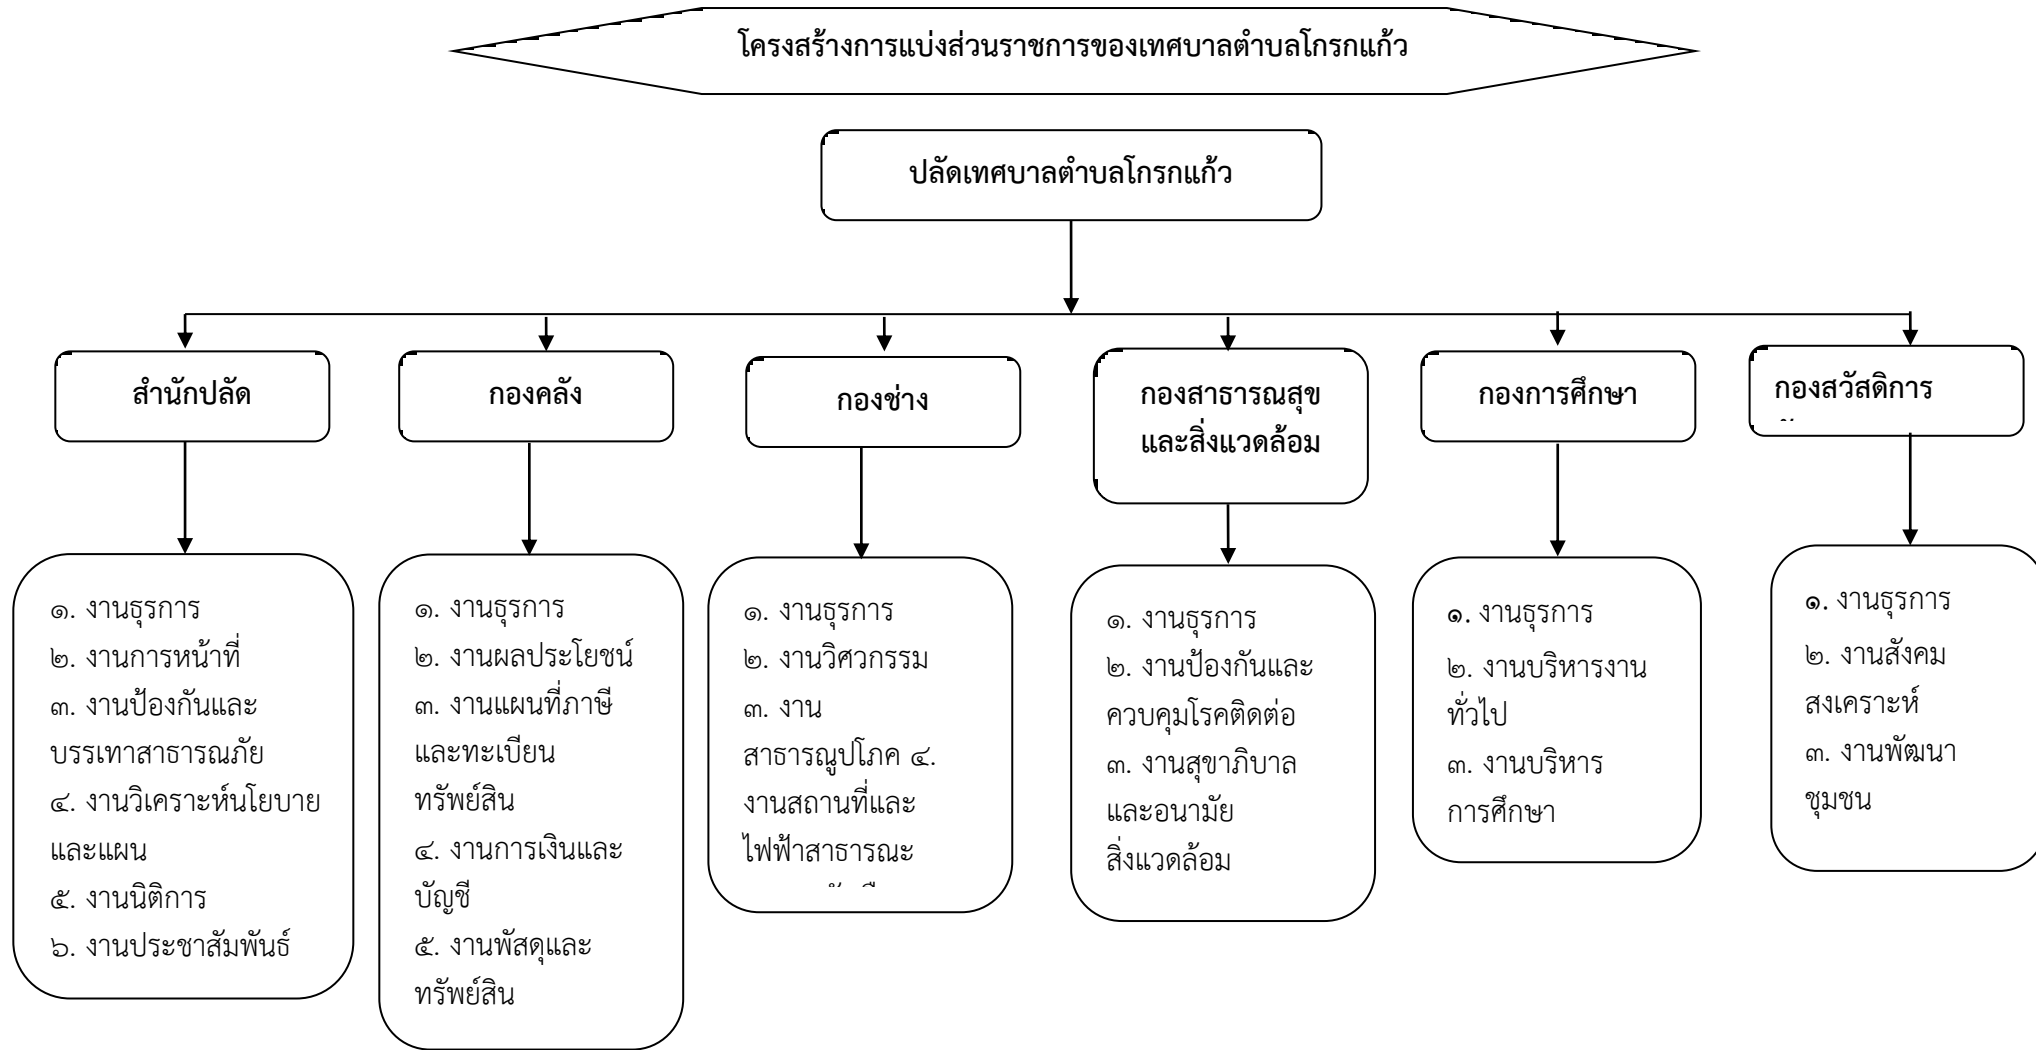 โครงสร้างการแบ่งส่วนราชการของเทศบาลตำบลโกรกแก้ว
ปลัดเทศบาลตำบลโกรกแก้ว
สำนักปลัด
กองคลัง
กองช่าง
กองสาธารณสุข
และสิ่งแวดล้อม
กองการศึกษา
กองสวัสดิการ
๑. งานธุรการ
๒. งานการหน้าที่
๓. งานป้องกันและ
บรรเทาสาธารณภัย
๔. งานวิเคราะห์นโยบาย
และแผน
๕. งานนิติการ
๖. งานประชาสัมพันธ์
๑. งานธุรการ
๒. งานผลประโยชน์
๓. งานแผนที่ภาษี
และทะเบียน
ทรัพย์สิน
๔. งานการเงินและ
บัญชี
๕. งานพัสดุและ
ทรัพย์สิน
๑. งานธุรการ
๒. งานวิศวกรรม
๓. งาน
สาธารณูปโภค ๔.
งานสถานที่และ
ไฟฟ้าสาธารณะ
๑. งานธุรการ
๒. งานป้องกันและ
ควบคุมโรคติดต่อ
๓. งานสุขาภิบาล
และอนามัย
สิ่งแวดล้อม
๑. งานธุรการ
๒. งานบริหารงาน
ทั่วไป
๓. งานบริหาร
การศึกษา
๑. งานธุรการ
๒. งานสังคม
สงเคราะห์
๓. งานพัฒนา
ชุมชน